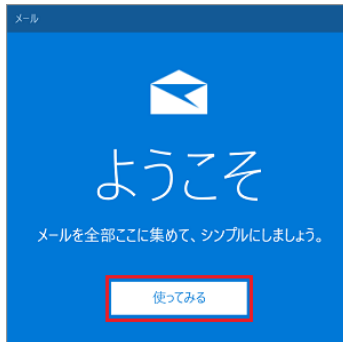 メール
ようこそ
メールを全部ここに集めて、シンプルにしましょう。
使ってみる